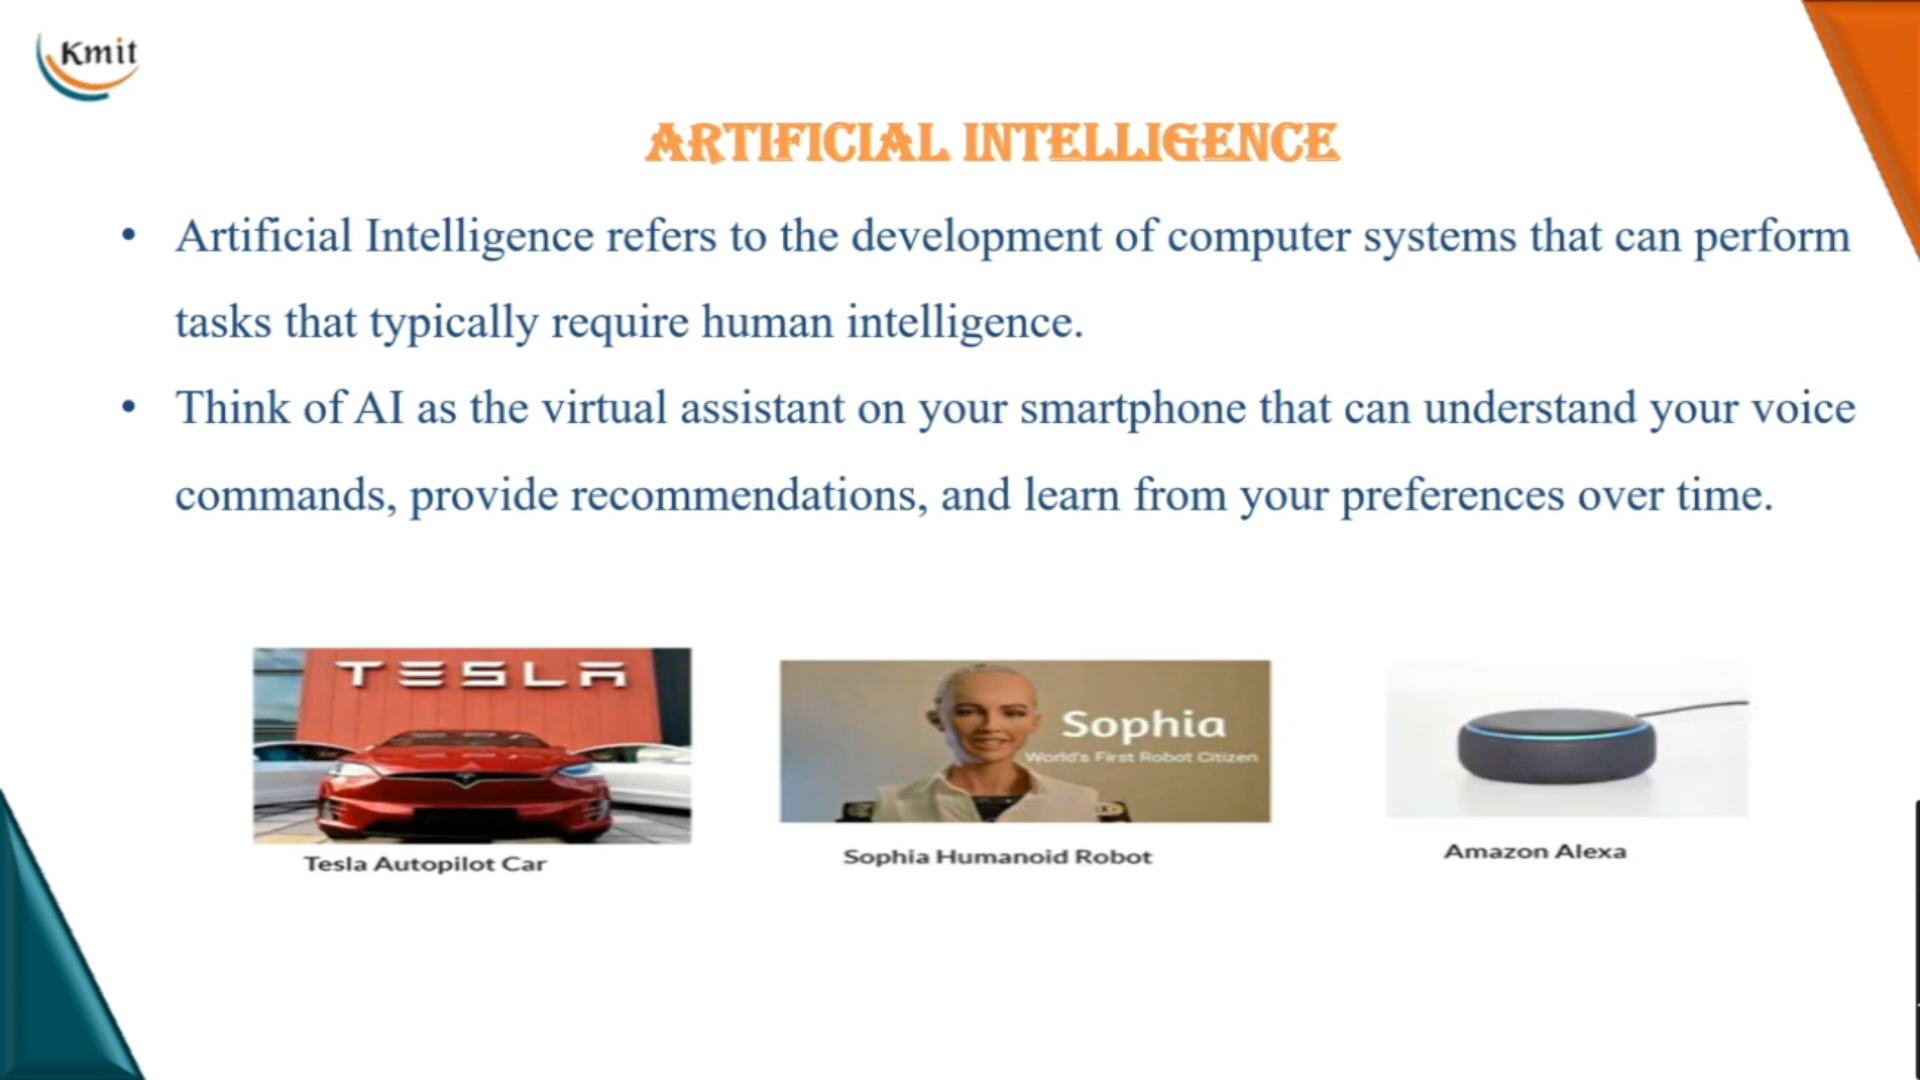 Kmit
ARTIFICIAL INTELLIGENCE
• Artificial Intelligence refers to the development of computer systems that can perform
tasks that typically require human intelligence.
• Think of AI as the virtual assistant on your smartphone that can understand your voice
commands, provide recommendations, and learn from your preferences over time.
TESLA
Sophia
World's First Robot Citizen
Tesla Autopilot Car
Sophia Humanoid Robot
Amazon Alexa